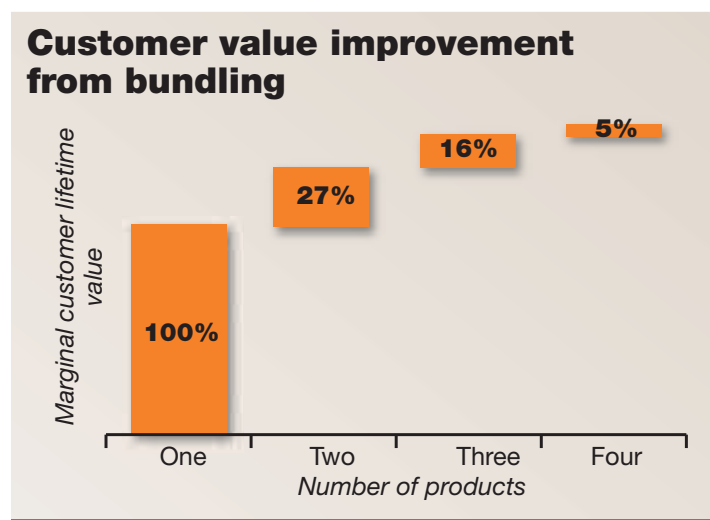 Customer value improvement
from bundling
Marginal customer lifetime
value
100%
27%
16%
5%
One
Two
Three
Four
Number of products